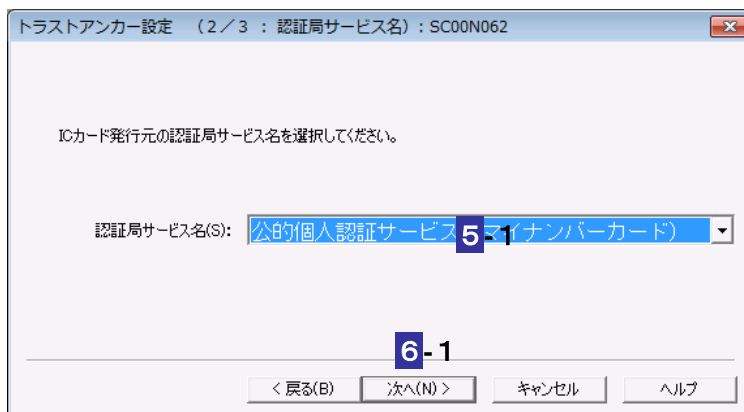 トラストアンカー設定 （２／３ ： 認証局サービス名）: SC00N062
ICカード発行元の認証局サービス名を選択してください。
認証局サービス名(S): 公的個人認証サービス マイナンバーカード）
5-1
6-1
< 戻る(B) 次へ(N) > キャンセル ヘルプ